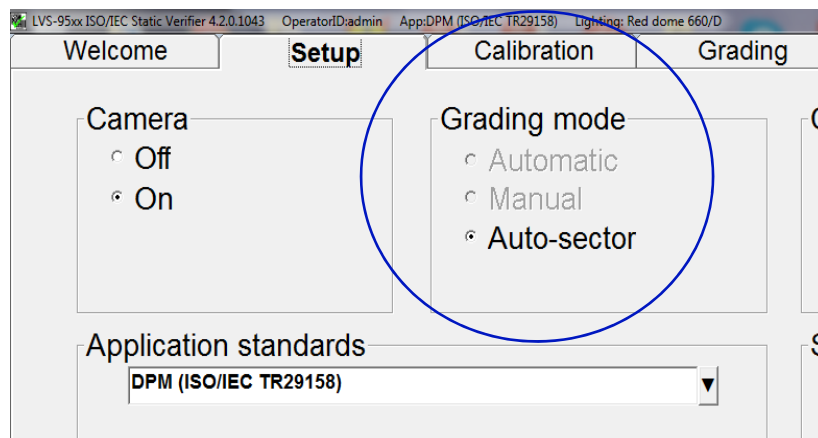 LVS-95xx ISO/IEC Static Verifier 4.2.0.1043 OperatorID:admin App:DPM (ISO/IEC TR29158) Lighting: Red dome 660/D
Welcome Setup Calibration Grading
Camera
Off
On
Grading mode
Automatic
Manual
Auto-sector
Application standards
DPM (ISO/IEC TR29158)